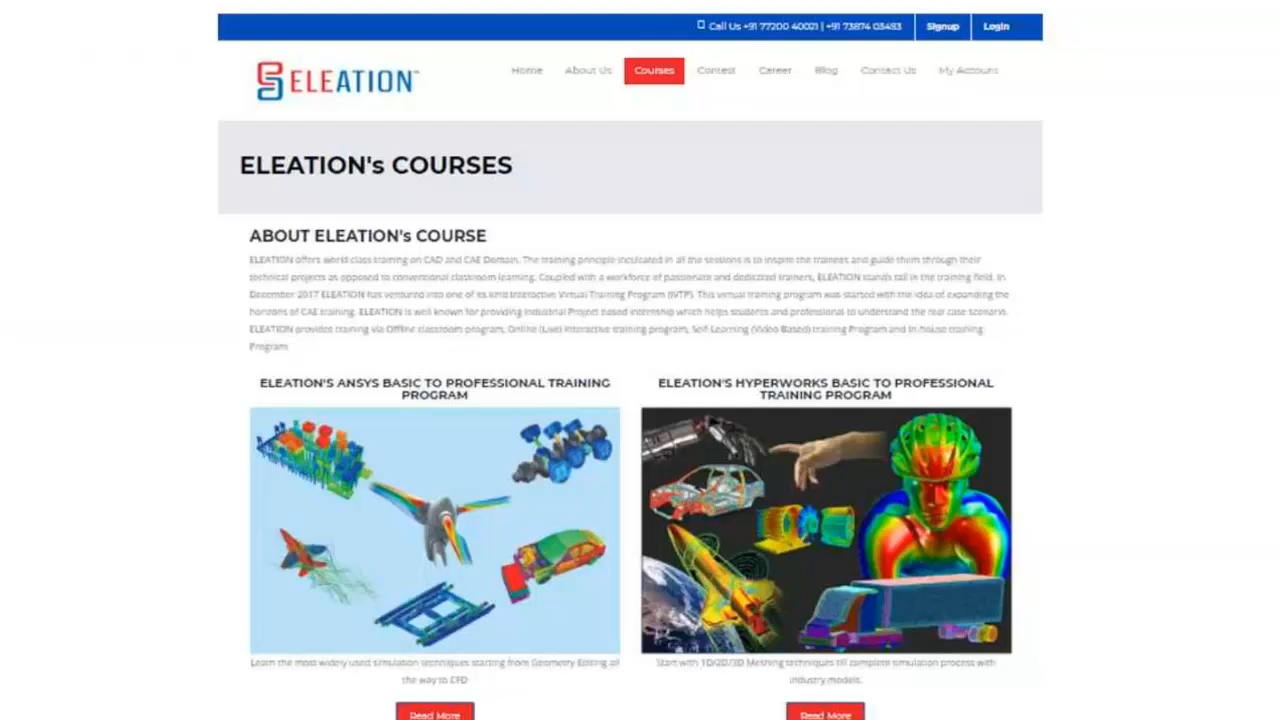 Call Us +91 77200 40021 | +91 73874 03493 Signup Login
ELEATION™
Home About Us Courses Contest Career Blog Contact Us My Account
ELEATION's COURSES
ABOUT ELEATION's COURSE
ELEATION offers world class training on CAD and CAE Domain. The training principle inculcated in all the sessions is to inspire the trainees and guide them through their
technical projects as opposed to conventional classroom learning. Coupled with a workforce of passionate and dedicated trainers, ELEATION stands tall in the training field. In
December 2017 ELEATION has ventured into one of its kind Interactive Virtual Training Program (IVTP). This virtual training program was started with the idea of expanding the
horizons of CAE training. ELEATION is well known for providing Industrial Project based internship which helps students and professional to understand the real case scenario.
ELEATION provides training via Offline classroom program, Online (Live) Interactive training program, Self-Learning (Video Based) training Program and In-house training
Program
ELEATION'S ANSYS BASIC TO PROFESSIONAL TRAINING
PROGRAM
Learn the most widely used simulation techniques starting from Geometry Editing all
the way to CFD
Read More
ELEATION'S HYPERWORKS BASIC TO PROFESSIONAL
TRAINING PROGRAM
Start with 1D/2D/3D Meshing techniques till complete simulation process with
industry models.
Read More